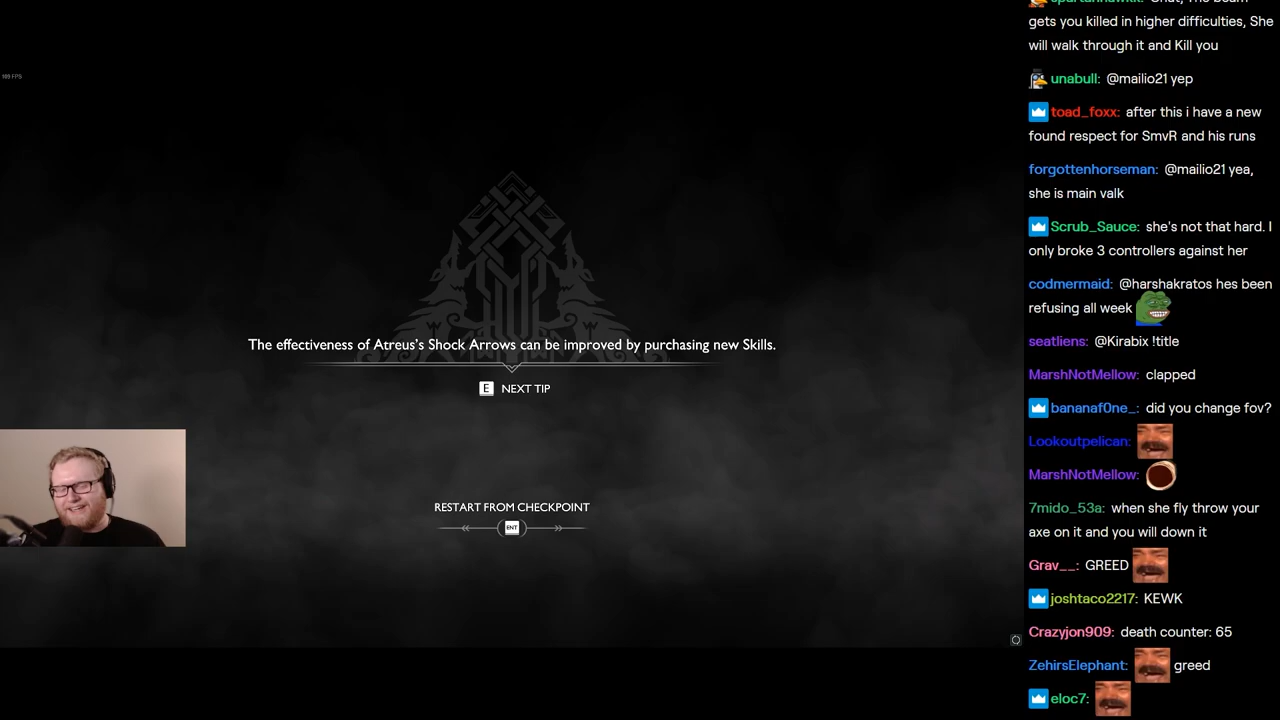 109 FPS
The effectiveness of Atreus's Shock Arrows can be improved by purchasing new Skills.
E NEXT TIP
RESTART FROM CHECKPOINT
ENT
gets you killed in higher difficulties, She
will walk through it and Kill you
unabull: @mailio21 yep
toad_foxx: after this i have a new
found respect for SmvR and his runs
forgottenhorseman: @mailio21 yea,
she is main valk
Scrub_Sauce: she's not that hard. I
only broke 3 controllers against her
codmermaid: @harshakratos hes been
refusing all week
seatliens: @Kirabix !title
MarshNotMellow: clapped
bananaf0ne_: did you change fov?
Lookoutpelican:
MarshNotMellow:
7mido_53a: when she fly throw your
axe on it and you will down it
Grav__: GREED
joshtaco2217: KEWK
Crazyjon909: death counter: 65
ZehirsElephant: greed
eloc7: